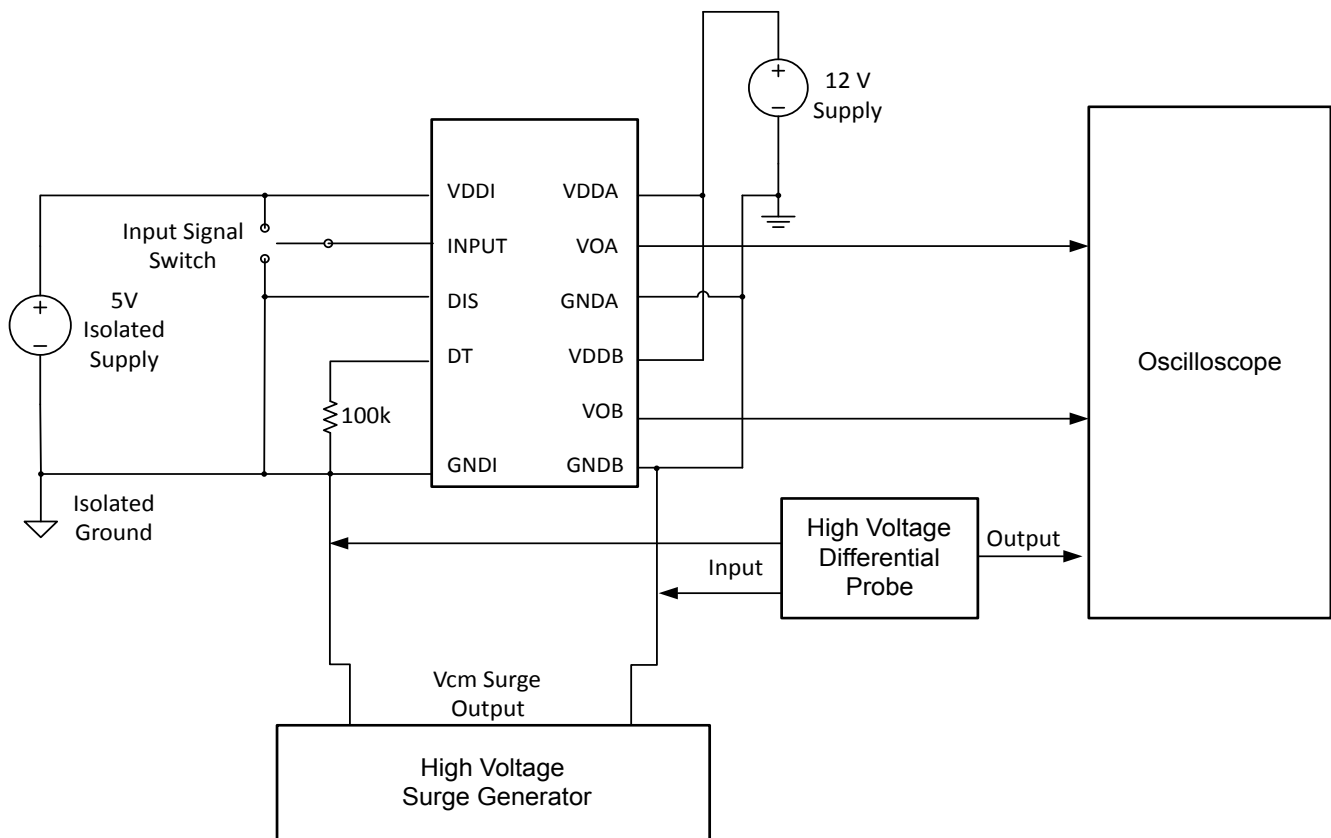 12 V
Supply
+
−
VDDI
VDDA
Input Signal
Switch
INPUT
VOA
5V
Isolated
Supply
+
−
DIS
GNDA
DT
VDDB
Oscilloscope
100k
VOB
GNDI
GNDB
Isolated
Ground
High Voltage
Differential
Probe
Output
Input
Vcm Surge
Output
High Voltage
Surge Generator